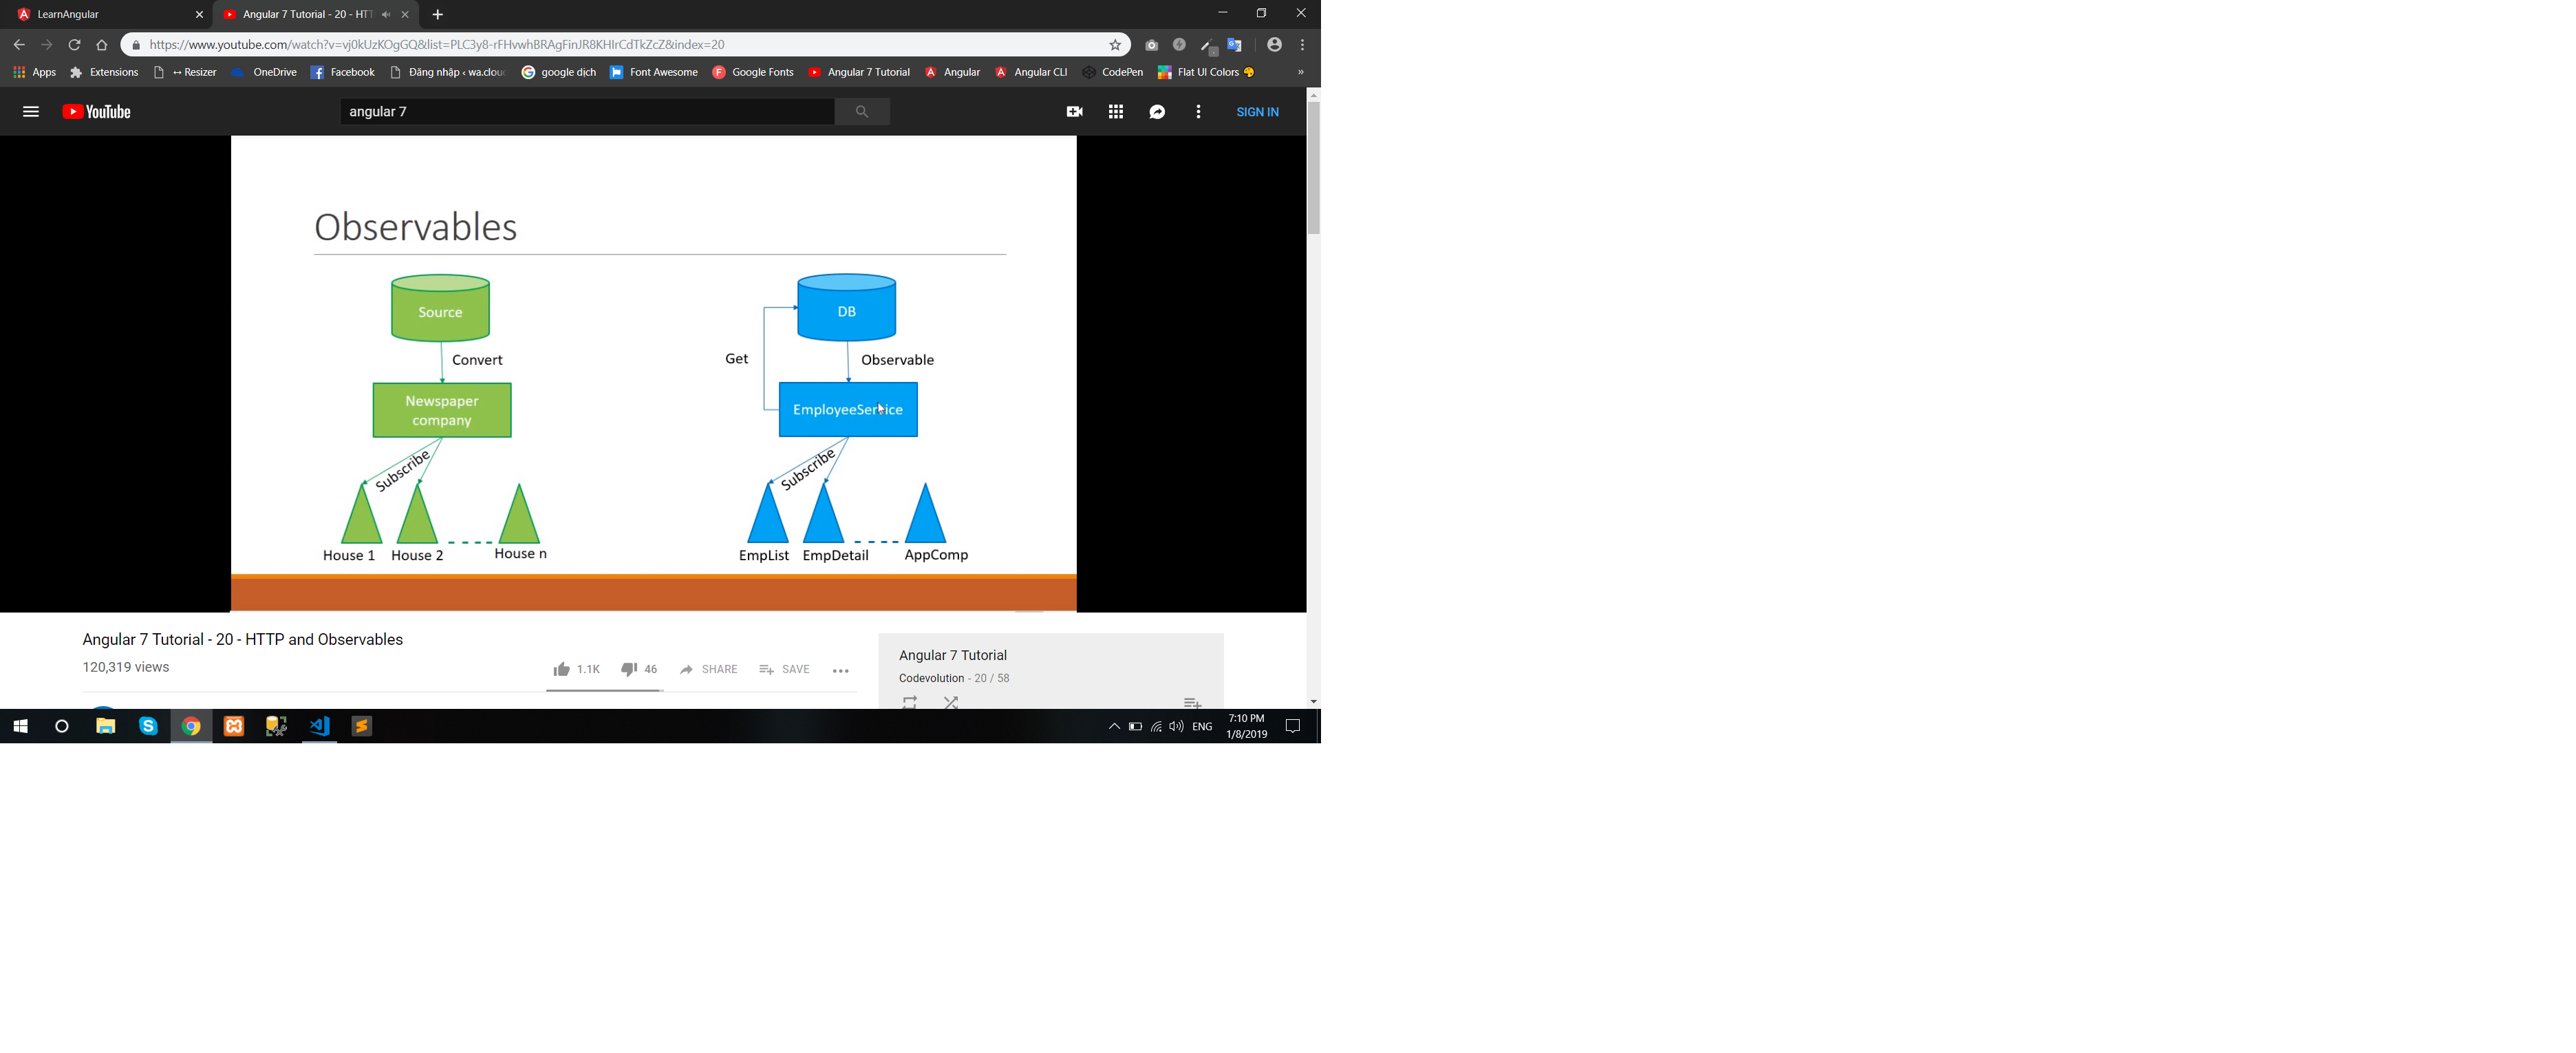 LearnAngular
Angular 7 Tutorial - 20 - HTT
https://www.youtube.com/watch?v=vj0kUzKOgGQ&list=PLC3y8-rFHvwhBRAgFinJR8KHIrCdTkZcZ&index=20
Apps Extensions ↔ Resizer OneDrive Facebook Đăng nhập ‹ wa.clou google dịch Font Awesome Google Fonts Angular 7 Tutorial Angular Angular CLI CodePen Flat UI Colors »
YouTube angular 7 SIGN IN
Observables
Source
Convert
Newspaper
company
Subscribe
House 1 House 2 House n
DB
Get Observable
EmployeeService
Subscribe
EmpList EmpDetail AppComp
Angular 7 Tutorial - 20 - HTTP and Observables
120,319 views
1.1K 46 SHARE SAVE
Angular 7 Tutorial
Codevolution - 20 / 58
ENG
7:10 PM
1/8/2019